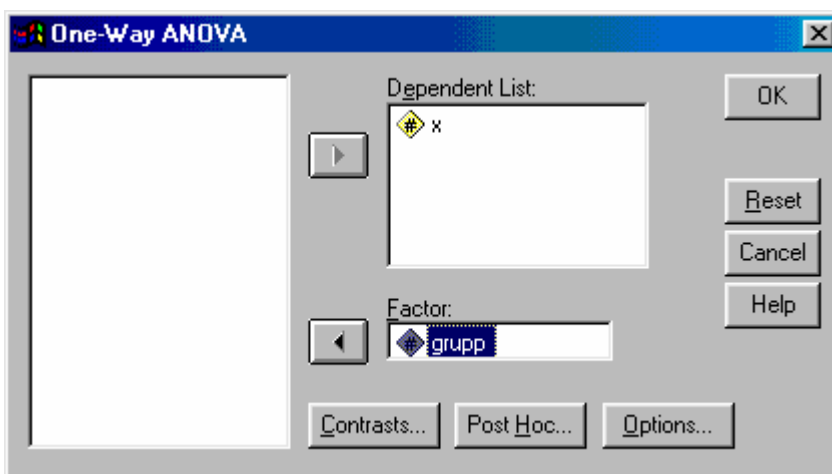 One-Way ANOVA
Dependent List:
# x
OK
Reset
Cancel
Help
Factor:
# grupp
Contrasts...
Post Hoc...
Options...